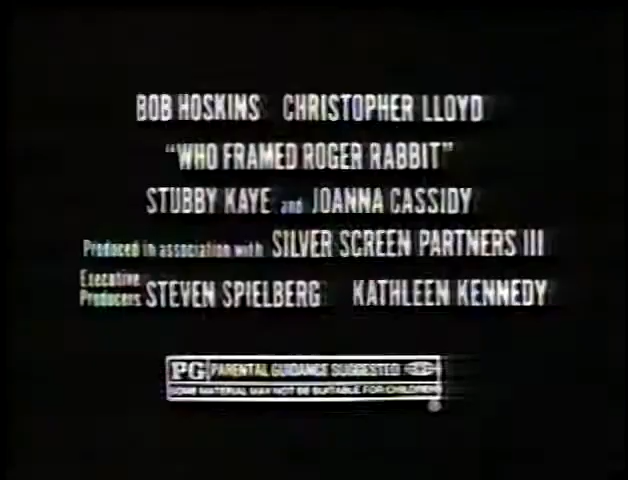 BOB HOSKINS CHRISTOPHER LLOYD
"WHO FRAMED ROGER RABBIT"
STUBBY KAYE and JOANNA CASSIDY
Produced in association with SILVER SCREEN PARTNERS III
Executive Producers STEVEN SPIELBERG KATHLEEN KENNEDY
PG PARENTAL GUIDANCE SUGGESTED
SOME MATERIAL MAY NOT BE SUITABLE FOR CHILDREN